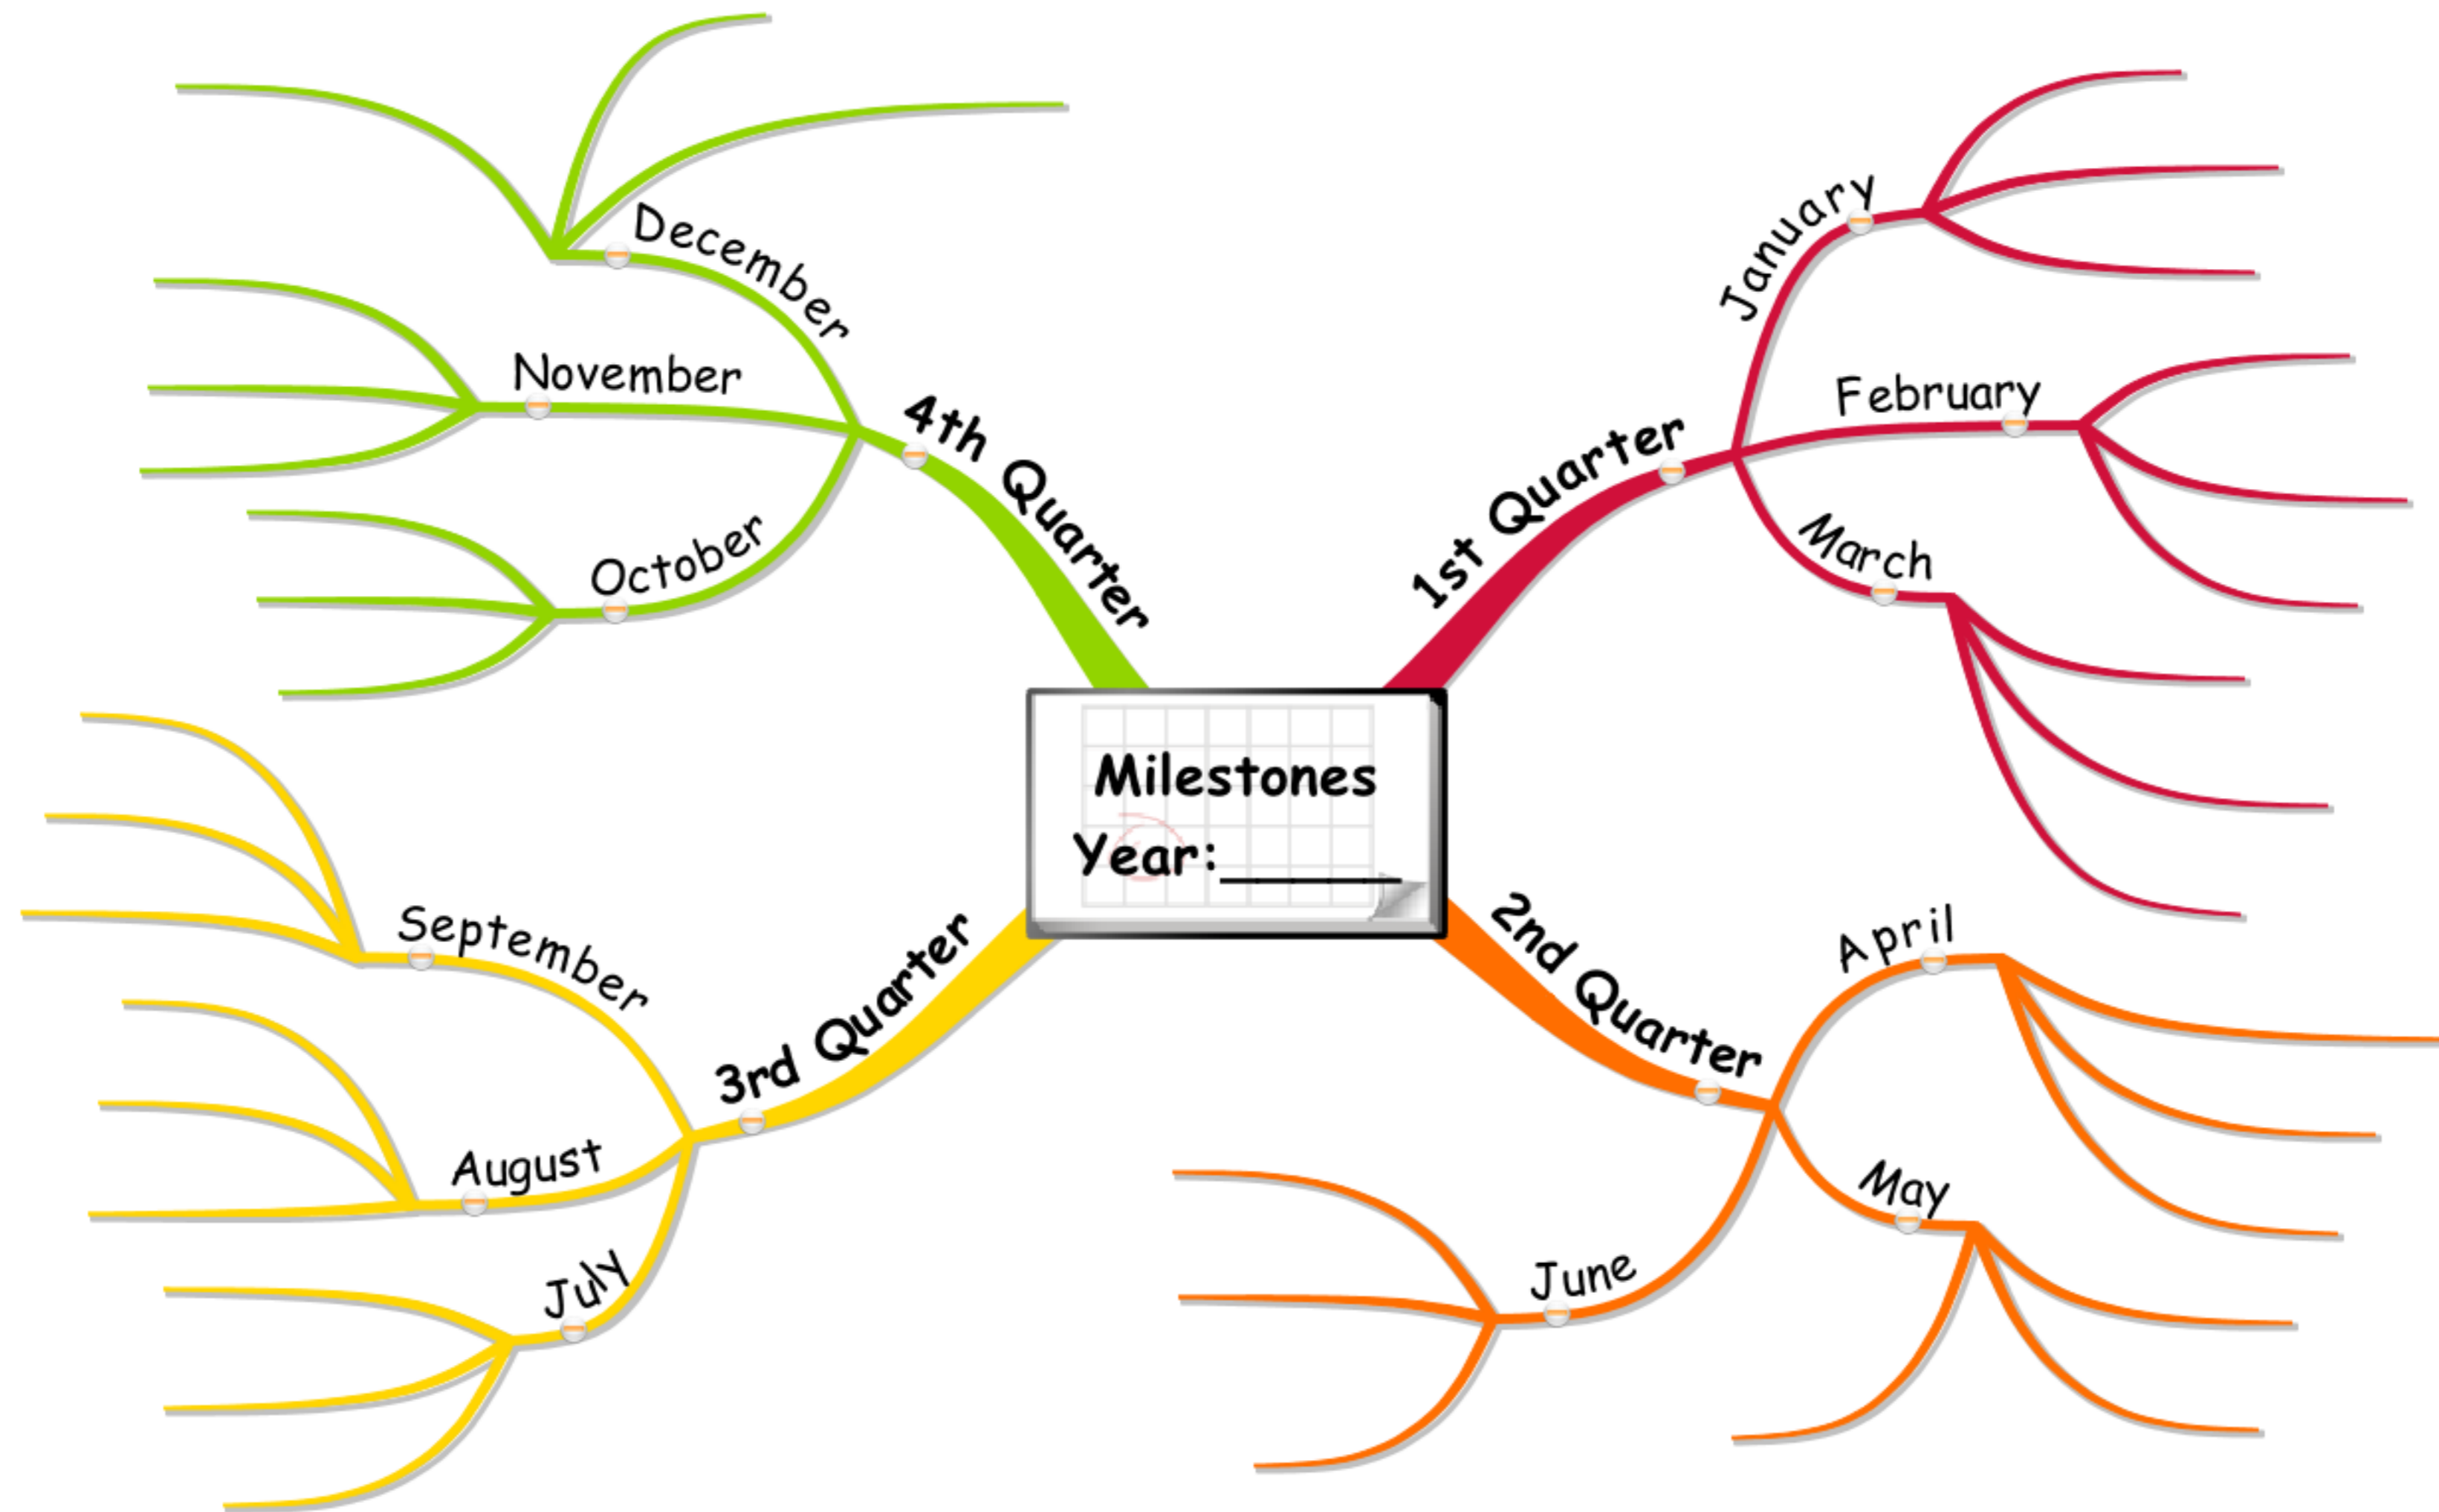 Milestones
Year:_____
1st Quarter
January
February
March
2nd Quarter
April
May
June
3rd Quarter
July
August
September
4th Quarter
October
November
December